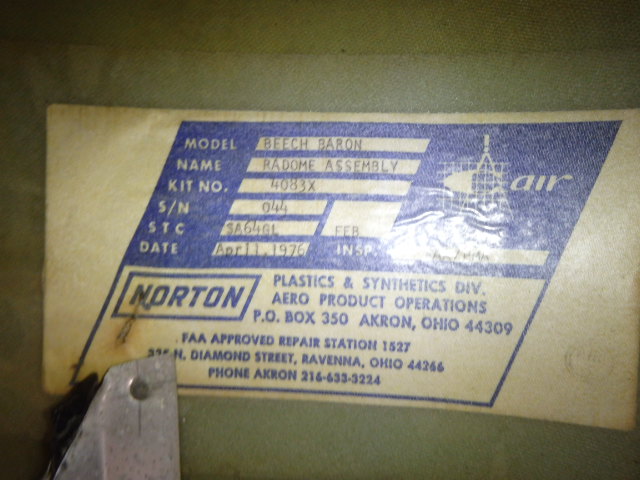 MODEL BEECH BARON
NAME RADOME ASSEMBLY
KIT NO. 4083X
S/N 044
STC SA64GL FEB
DATE April, 1976 INSP.
air
NORTON
PLASTICS & SYNTHETICS DIV.
AERO PRODUCT OPERATIONS
P.O. BOX 350 AKRON, OHIO 44309
FAA APPROVED REPAIR STATION 1527
N. DIAMOND STREET, RAVENNA, OHIO 44266
PHONE AKRON 216-633-3224